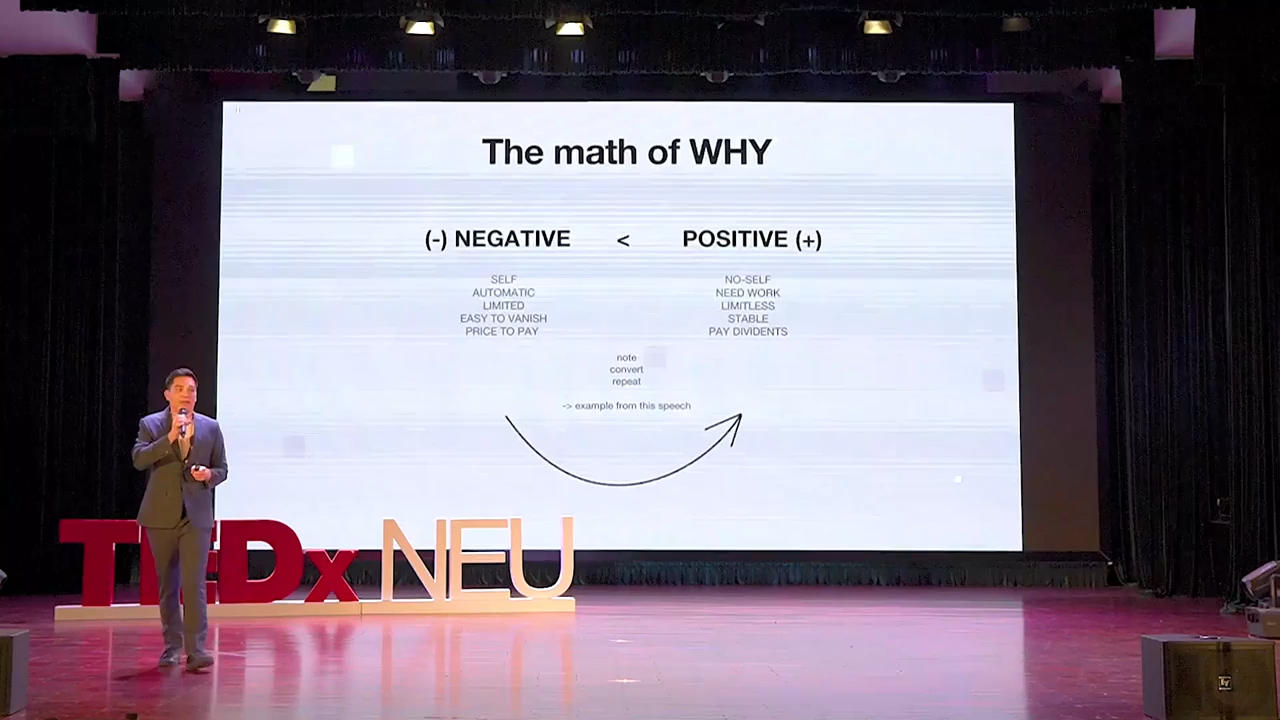 The math of WHY
(-) NEGATIVE < POSITIVE (+)
SELF
AUTOMATIC
LIMITED
EASY TO VANISH
PRICE TO PAY
NO-SELF
NEED WORK
LIMITLESS
STABLE
PAY DIVIDENTS
note
convert
repeat
-> example from this speech
TEDx NEU
EV